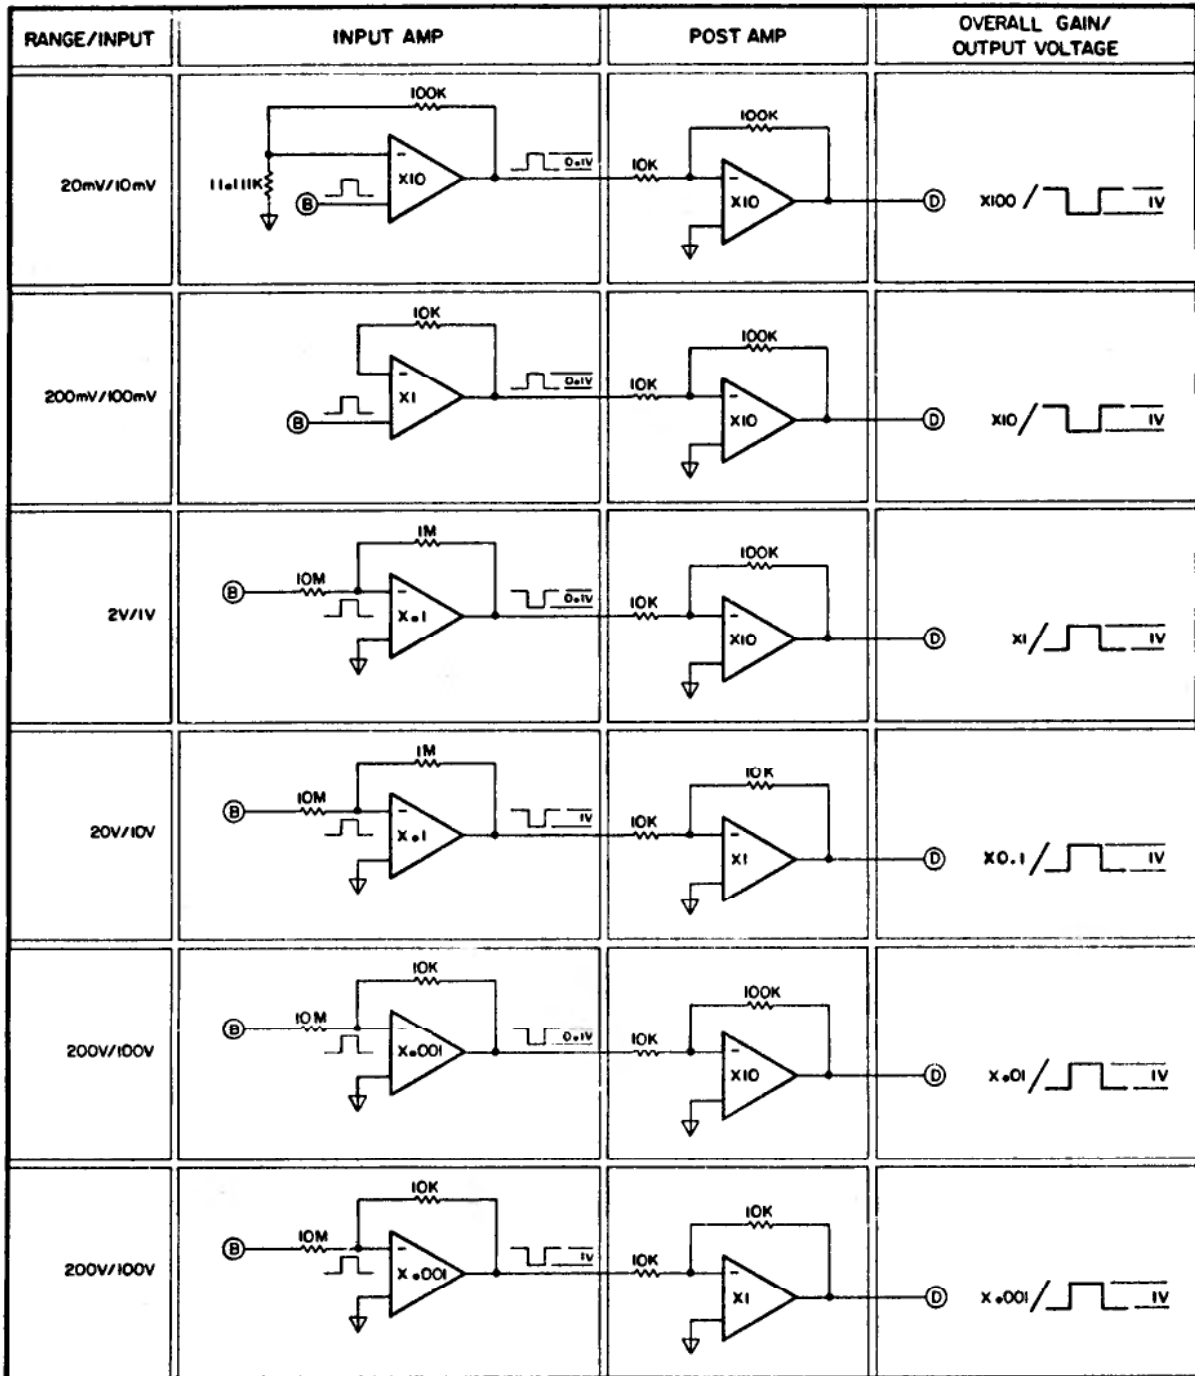 RANGE/INPUT
INPUT AMP
POST AMP
OVERALL GAIN/
OUTPUT VOLTAGE
20mV/10mV
100K
11.111K
B
-
X10
0.1V
10K
100K
-
X10
D
X100 /
1V
200mV/100mV
10K
-
X1
B
0.1V
10K
100K
-
X10
D
X10/
1V
2V/1V
1M
B
10M
-
X.1
0.1V
10K
100K
-
X10
D
X1/
1V
20V/10V
1M
B
10M
-
X.1
1V
10K
10K
-
X1
D
X0.1/
1V
200V/100V
10K
B
10M
-
X.001
0.1V
10K
100K
-
X10
D
X.01/
1V
200V/100V
10K
B
10M
-
X.001
1V
10K
10K
-
X1
D
X.001/
1V